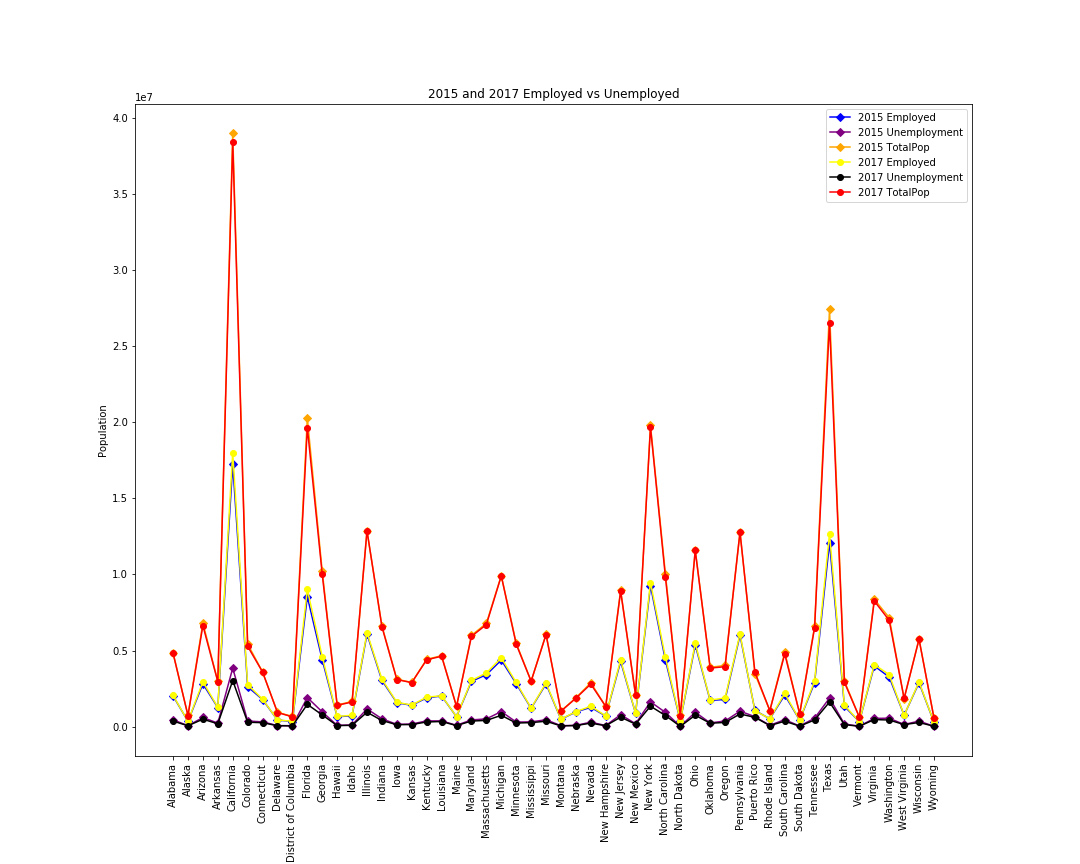 2015 and 2017 Employed vs Unemployed
1e7
4.0
3.5
3.0
2.5
2.0
1.5
1.0
0.5
0.0
Population
2015 Employed
2015 Unemployment
2015 TotalPop
2017 Employed
2017 Unemployment
2017 TotalPop
Alabama
Alaska
Arizona
Arkansas
California
Colorado
Connecticut
Delaware
District of Columbia
Florida
Georgia
Hawaii
Idaho
Illinois
Indiana
Iowa
Kansas
Kentucky
Louisiana
Maine
Maryland
Massachusetts
Michigan
Minnesota
Mississippi
Missouri
Montana
Nebraska
Nevada
New Hampshire
New Jersey
New Mexico
New York
North Carolina
North Dakota
Ohio
Oklahoma
Oregon
Pennsylvania
Puerto Rico
Rhode Island
South Carolina
South Dakota
Tennessee
Texas
Utah
Vermont
Virginia
Washington
West Virginia
Wisconsin
Wyoming